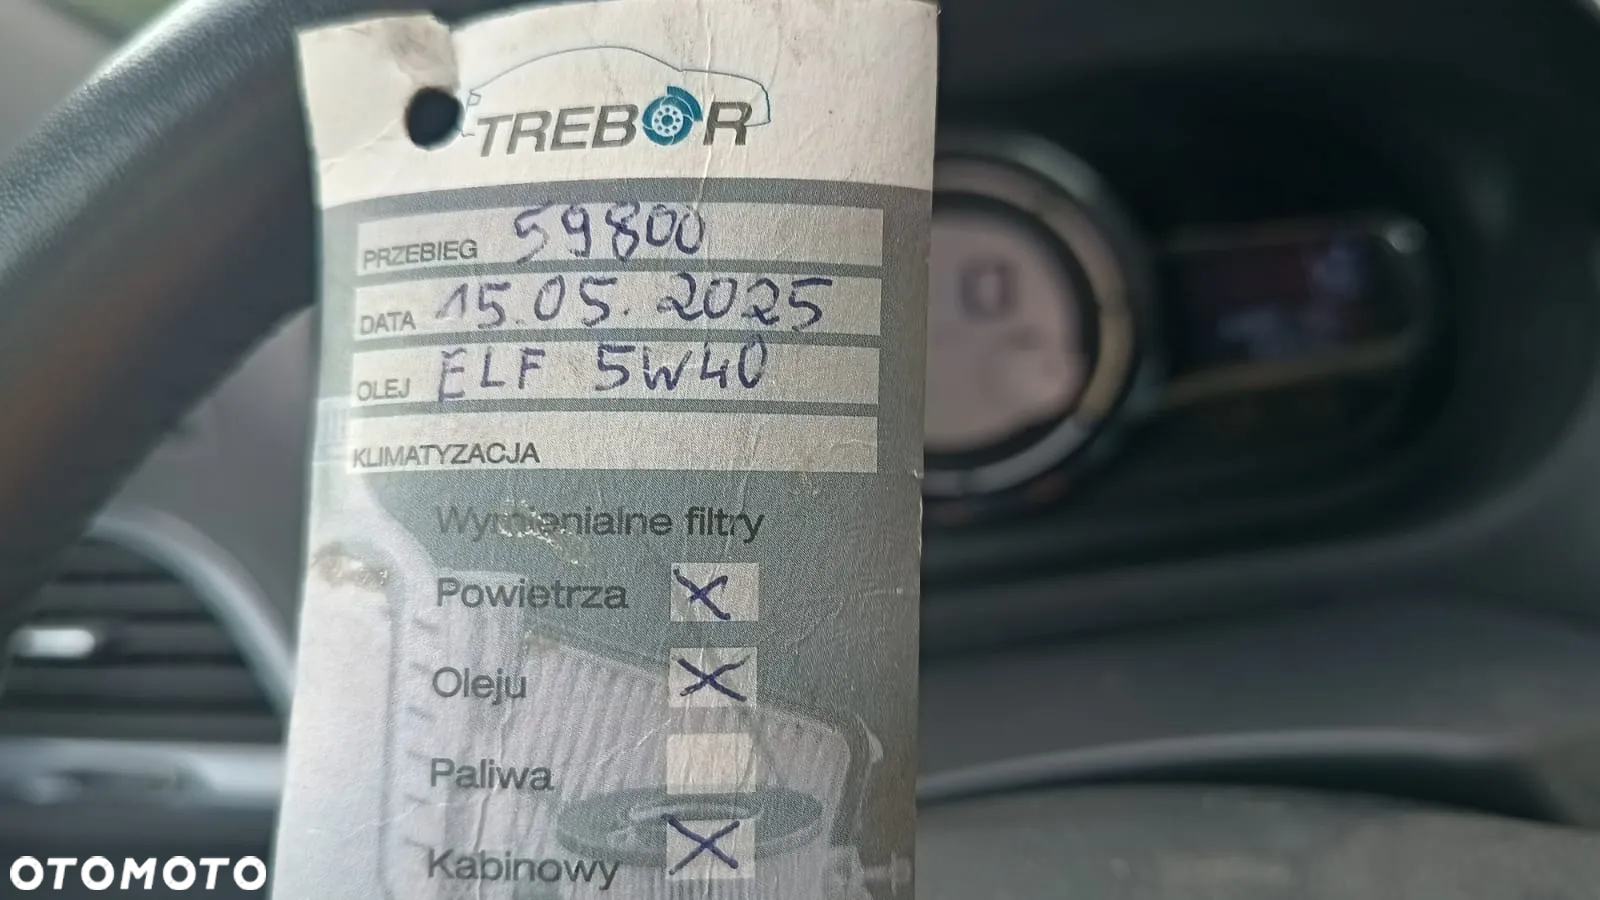 TREBOR
PRZEBIEG 59800
DATA 15.05.2025
OLEJ ELF 5W40
KLIMATYZACJA
Wymienialne filtry
Powietrza X
Oleju X
Paliwa
Kabinowy X
OTOMOTO